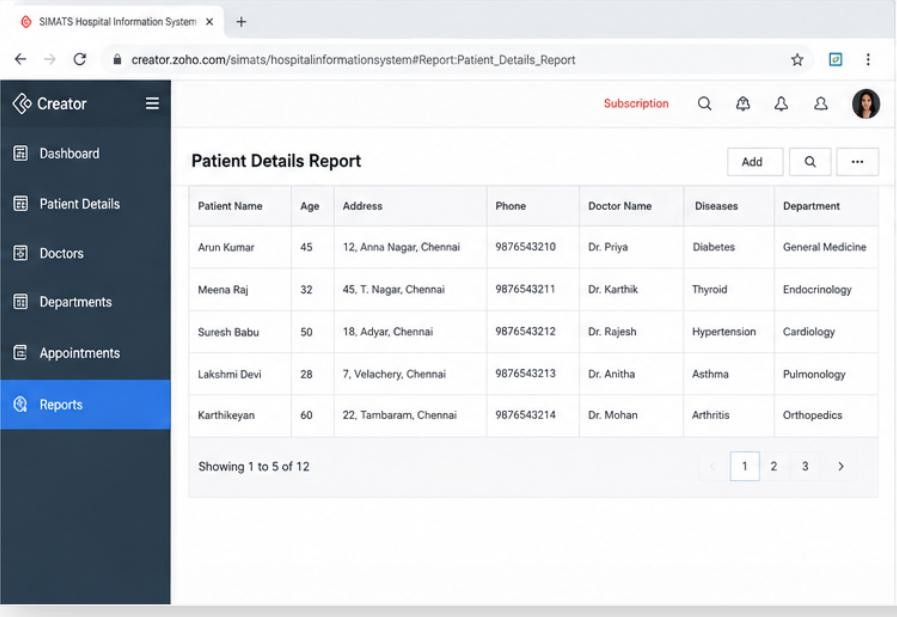 SIMATS Hospital Information System
creator.zoho.com/simats/hospitalinformationsystem#Report:Patient_Details_Report
Creator
Subscription
Dashboard
Patient Details
Doctors
Departments
Appointments
Reports
Patient Details Report
Add
Patient Name Age Address Phone Doctor Name Diseases Department
Arun Kumar 45 12, Anna Nagar, Chennai 9876543210 Dr. Priya Diabetes General Medicine
Meena Raj 32 45, T. Nagar, Chennai 9876543211 Dr. Karthik Thyroid Endocrinology
Suresh Babu 50 18, Adyar, Chennai 9876543212 Dr. Rajesh Hypertension Cardiology
Lakshmi Devi 28 7, Velachery, Chennai 9876543213 Dr. Anitha Asthma Pulmonology
Karthikeyan 60 22, Tambaram, Chennai 9876543214 Dr. Mohan Arthritis Orthopedics
Showing 1 to 5 of 12
1 2 3